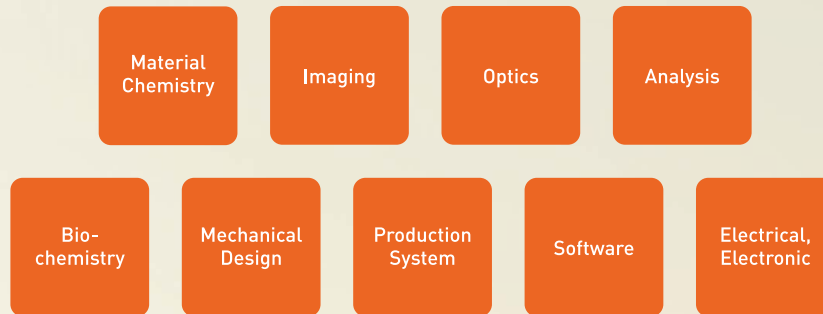 Material
Chemistry
Imaging
Optics
Analysis
Bio-
chemistry
Mechanical
Design
Production
System
Software
Electrical,
Electronic